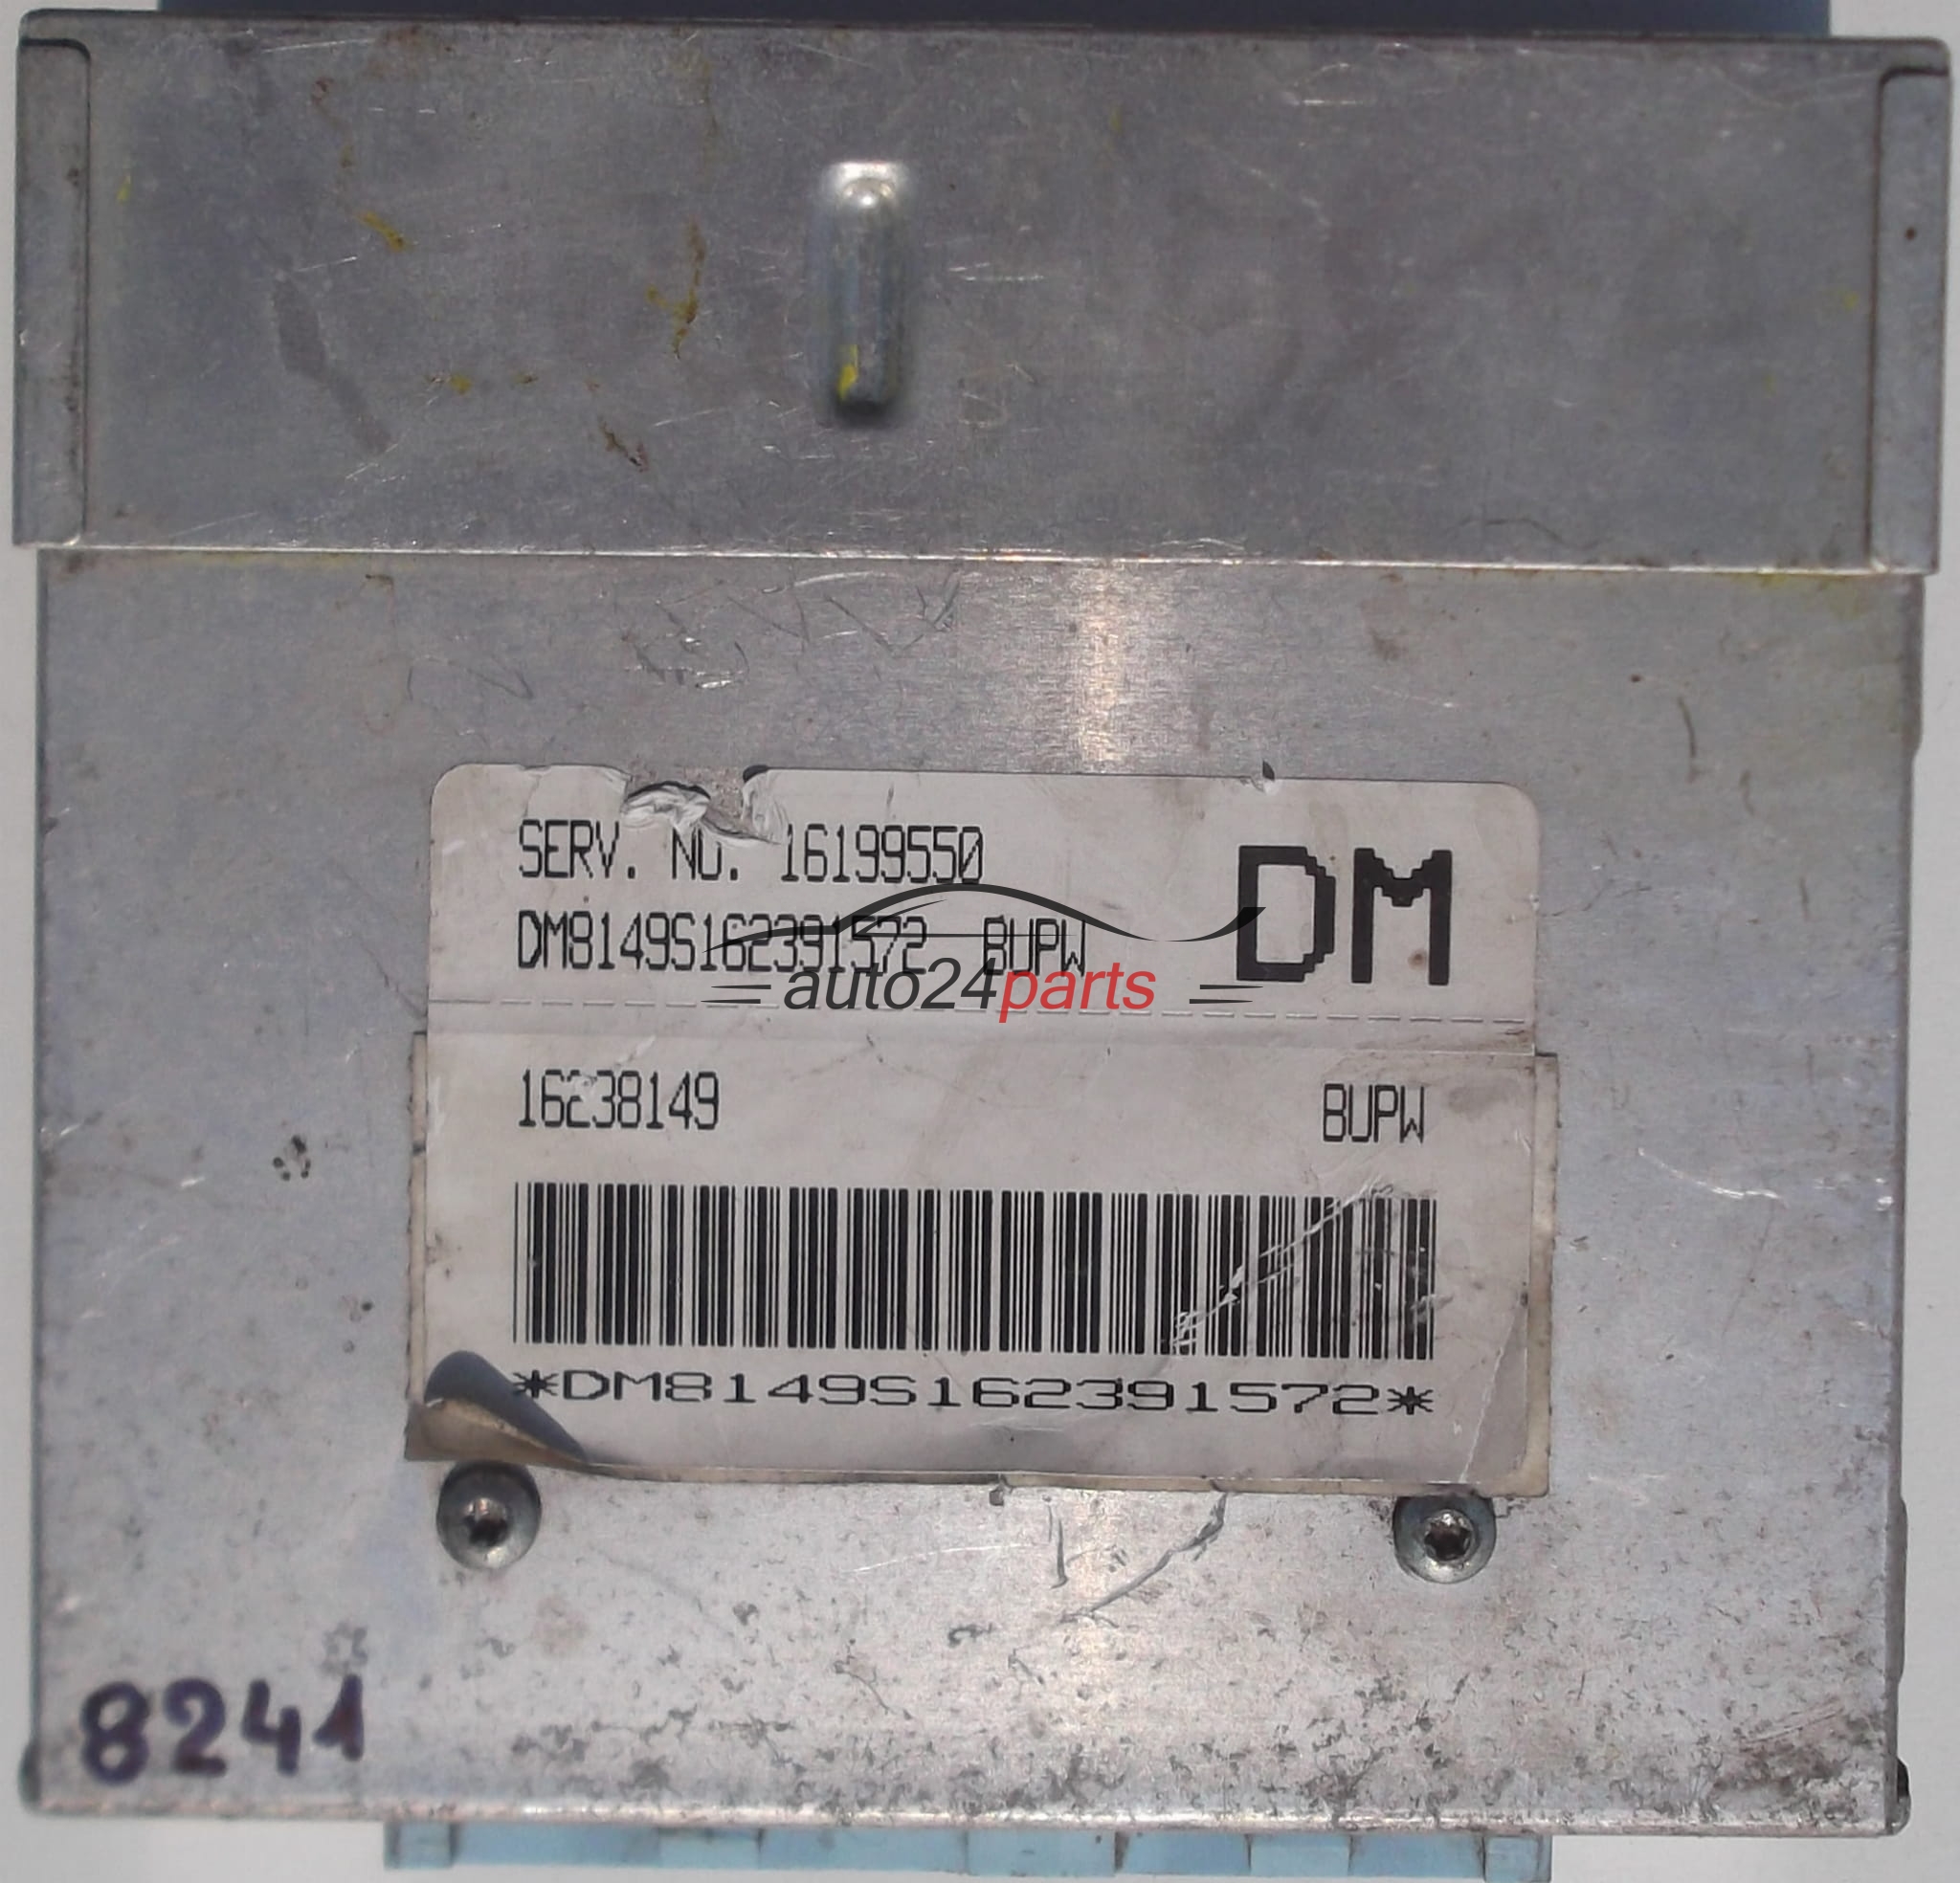 SERV. NO. 16199550
DM
DM8149S162391572 BUPW
auto24parts
16238149 BUPW
*DM8149S162391572*
8241